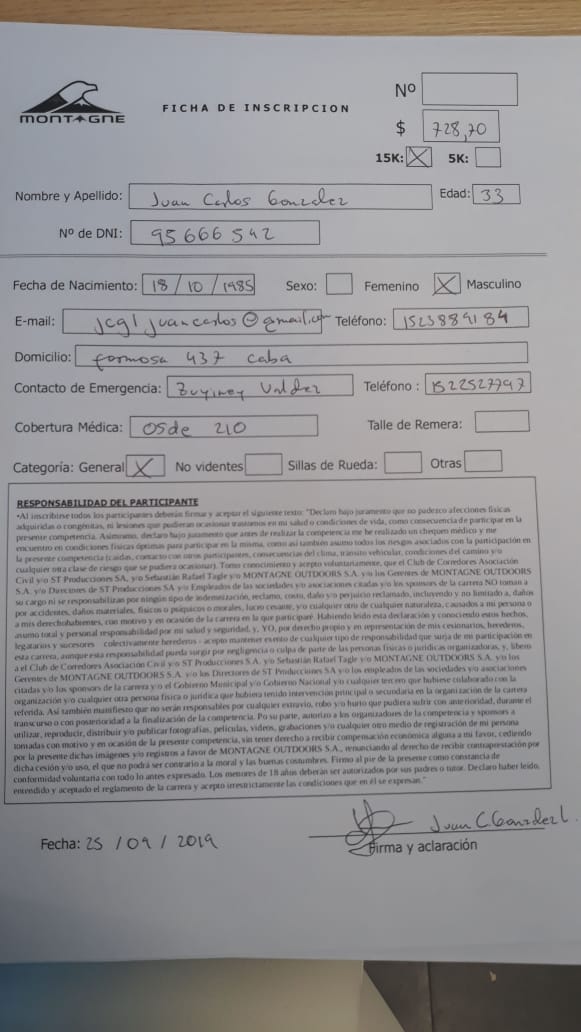 MONTAGNE
FICHA DE INSCRIPCION
Nº
$ 728,70
15K: X 5K:
Nombre y Apellido: Juan Carlos Gonzalez Edad: 33
Nº de DNI: 95666542
Fecha de Nacimiento: 18/10/1985 Sexo: Femenino X Masculino
E-mail: jcgljuancarlos@gmail.com Teléfono: 1523889184
Domicilio: formosa 437 caba
Contacto de Emergencia: Valdez Teléfono: 1522527797
Cobertura Médica: OSde 210 Talle de Remera:
Categoría: General X No videntes Sillas de Rueda: Otras
RESPONSABILIDAD DEL PARTICIPANTE
"Al inscribirse todos los participantes deberán firmar y aceptar el siguiente texto: "Declaro bajo juramento que no padezco afecciones físicas
adquiridas o congénitas, ni lesiones que pudieran ocasionar trastornos en mi salud o condiciones de vida, como consecuencia de participar en la
presente competencia. Asimismo, declaro bajo juramento que antes de realizar la competencia me he realizado un chequeo médico y me
encuentro en condiciones físicas óptimas para participar en la misma, como así también asumo todos los riesgos asociados con la participación en
la presente competencia (caídas, contacto con otros participantes, consecuencias del clima, tránsito vehicular, condiciones del camino y/o
cualquier otra clase de riesgo que se pudiera ocasionar). Tomo conocimiento y acepto voluntariamente, que el Club de Corredores Asociación
Civil y/o ST Producciones SA, y/o Sebastián Rafael Tagle y/o MONTAGNE OUTDOORS S.A. y/o los Gerentes de MONTAGNE OUTDOORS
S.A. y/o Directores de ST Producciones SA y/o Empleados de las sociedades y/o asociaciones citadas y/o los sponsors de la carrera NO toman a
su cargo ni se responsabilizan por ningún tipo de indemnización, reclamo, costo, daño y/o perjuicio reclamado, incluyendo y no limitado a, daños
por accidentes, daños materiales, físicos o psíquicos o morales, lucro cesante, y/o cualquier otro de cualquier naturaleza, causados a mi persona o
a mis derechohabientes, con motivo y en ocasión de la carrera en la que participaré. Habiendo leído esta declaración y conociendo estos hechos,
asumo total y personal responsabilidad por mi salud y seguridad, y, YO, por derecho propio y en representación de mis cesionarios, herederos,
legatarios y sucesores - colectivamente herederos - acepto mantener exento de cualquier tipo de responsabilidad que surja de mi participación en
esta carrera, aunque esta responsabilidad pueda surgir por negligencia o culpa de parte de las personas físicas o jurídicas organizadoras, y, libero
a el Club de Corredores Asociación Civil y/o ST Producciones S.A. y/o Sebastián Rafael Tagle y/o MONTAGNE OUTDOORS S.A. y/o los
Gerentes de MONTAGNE OUTDOORS S.A. y/o los Directores de ST Producciones SA y/o los empleados de las sociedades y/o asociaciones
citadas y/o los sponsors de la carrera y/o el Gobierno Municipal y/o Gobierno Nacional y/o cualquier tercero que hubiese colaborado con la
organización y/o cualquier otra persona física o jurídica que hubiera tenido intervención principal o secundaria en la organización de la carrera
referida. Así también manifiesto que no serán responsables por cualquier extravío, robo y/o hurto que pudiera sufrir con anterioridad, durante el
transcurso o con posterioridad a la finalización de la competencia. Po su parte, autorizo a los organizadores de la competencia y sponsors a
utilizar, reproducir, distribuir y/o publicar fotografías, películas, videos, grabaciones y/o cualquier otro medio de registración de mi persona
tomadas con motivo y en ocasión de la presente competencia, sin tener derecho a recibir compensación económica alguna a mi favor, cediendo
por la presente dichas imágenes y/o registros a favor de MONTAGNE OUTDOORS S.A., renunciando al derecho de recibir contraprestación por
dicha cesión y/o uso, el que no podrá ser contrario a la moral y las buenas costumbres. Firmo al pie de la presente como constancia de
conformidad voluntaria con todo lo antes expresado. Los menores de 18 años deberán ser autorizados por sus padres o tutor. Declaro haber leído,
entendido y aceptado el reglamento de la carrera y acepto irrestrictamente las condiciones que en él se expresan."
Fecha: 25/09/2019 Juan C Gonzalez L.
Firma y aclaración